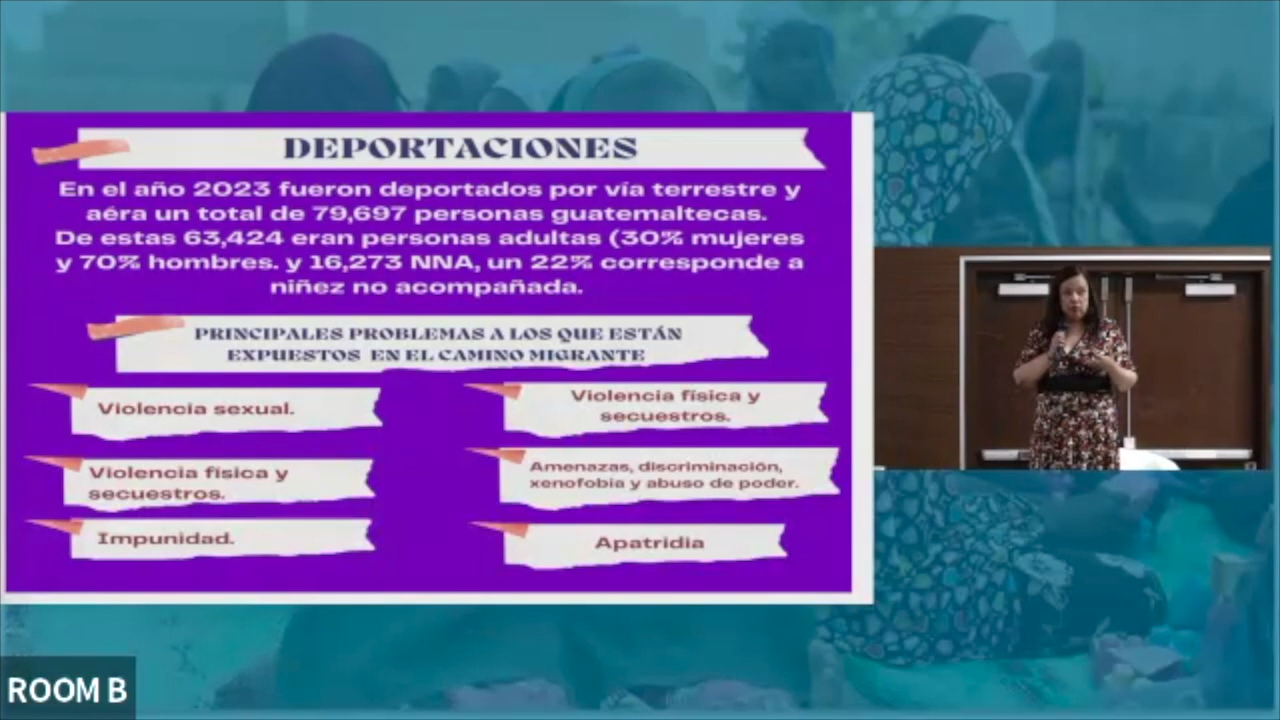 DEPORTACIONES
En el año 2023 fueron deportados por vía terrestre y
aéra un total de 79,697 personas guatemaltecas.
De estas 63,424 eran personas adultas (30% mujeres
y 70% hombres. y 16,273 NNA, un 22% corresponde a
niñez no acompañada.
PRINCIPALES PROBLEMAS A LOS QUE ESTÁN
EXPUESTOS EN EL CAMINO MIGRANTE
Violencia sexual.
Violencia física y
secuestros.
Violencia física y
secuestros.
Amenazas, discriminación,
xenofobia y abuso de poder.
Impunidad.
Apatridia
ROOM B